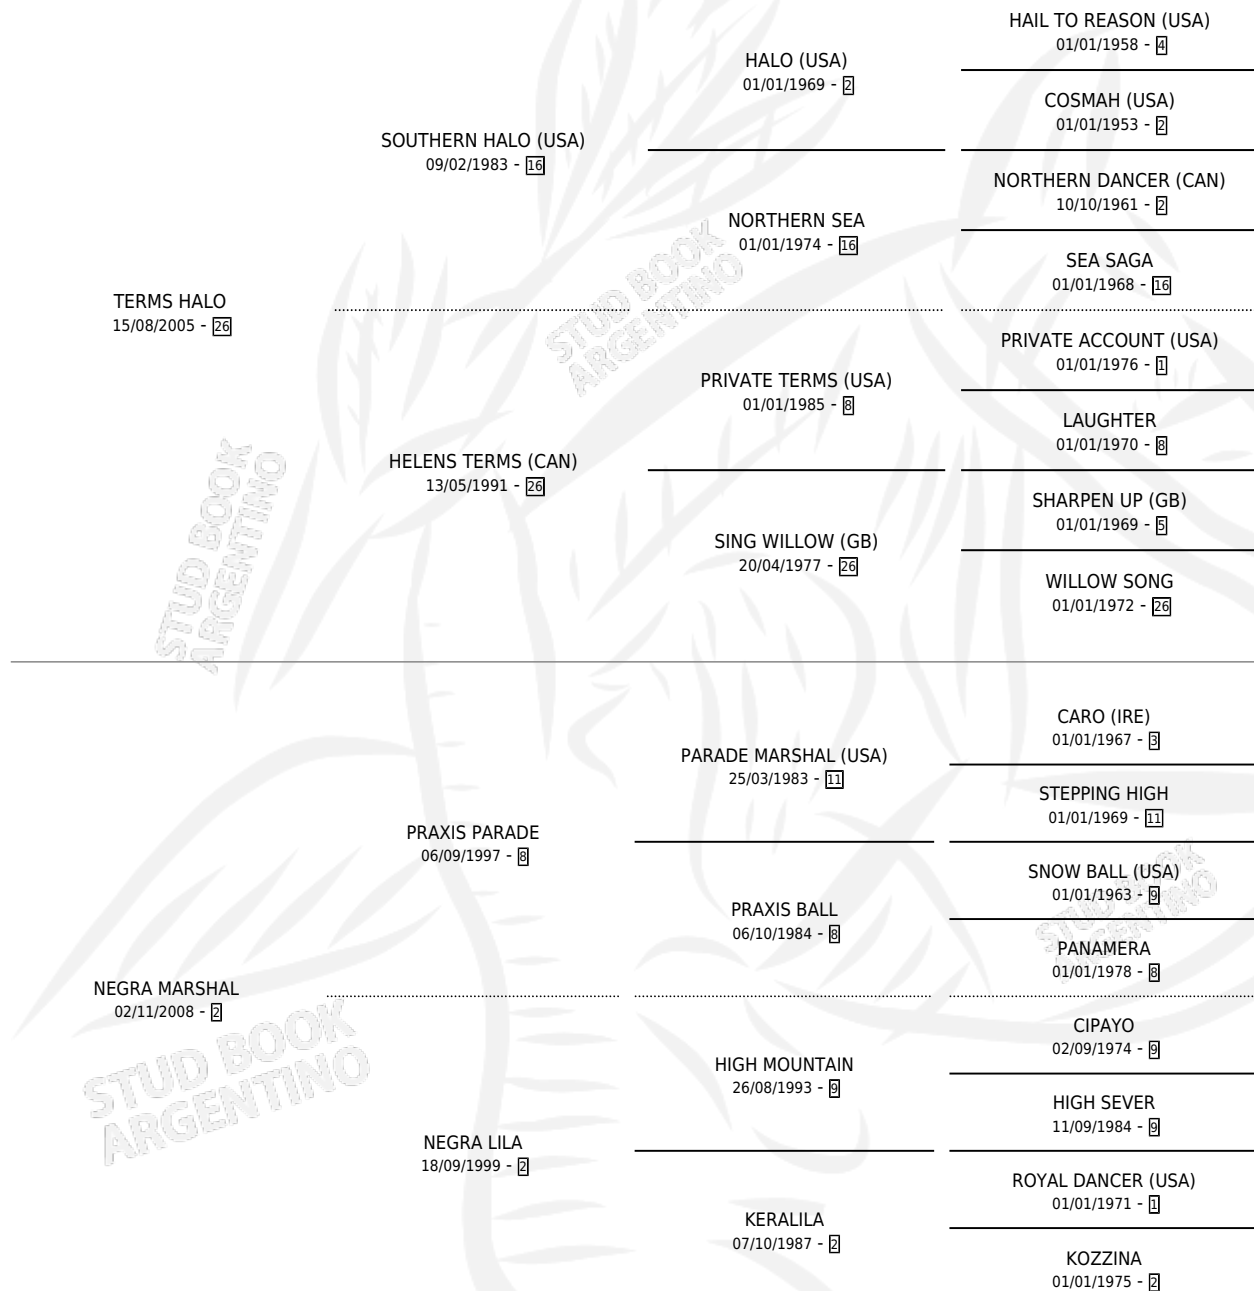 HAIL TO REASON (USA)
01/01/1958 - 4
HALO (USA)
01/01/1969 - 2
COSMAH (USA)
01/01/1953 - 2
SOUTHERN HALO (USA)
09/02/1983 - 16
NORTHERN DANCER (CAN)
10/10/1961 - 2
NORTHERN SEA
01/01/1974 - 16
SEA SAGA
01/01/1968 - 16
TERMS HALO
15/08/2005 - 26
STUD BOOK
ARGENTINO
PRIVATE ACCOUNT (USA)
01/01/1976 - 1
PRIVATE TERMS (USA)
01/01/1985 - 8
LAUGHTER
01/01/1970 - 8
HELENS TERMS (CAN)
13/05/1991 - 26
SHARPEN UP (GB)
01/01/1969 - 5
SING WILLOW (GB)
20/04/1977 - 26
WILLOW SONG
01/01/1972 - 26
STUD BOOK
ARGENTINO
CARO (IRE)
01/01/1967 - 3
PARADE MARSHAL (USA)
25/03/1983 - 11
STEPPING HIGH
01/01/1969 - 11
PRAXIS PARADE
06/09/1997 - 8
SNOW BALL (USA)
01/01/1963 - 9
PRAXIS BALL
06/10/1984 - 8
PANAMERA
01/01/1978 - 8
STUD BOOK
ARGENTINO
NEGRA MARSHAL
02/11/2008 - 2
CIPAYO
02/09/1974 - 9
HIGH MOUNTAIN
26/08/1993 - 9
HIGH SEVER
11/09/1984 - 9
STUD BOOK
ARGENTINO
NEGRA LILA
18/09/1999 - 2
ROYAL DANCER (USA)
01/01/1971 - 1
KERALILA
07/10/1987 - 2
KOZZINA
01/01/1975 - 2